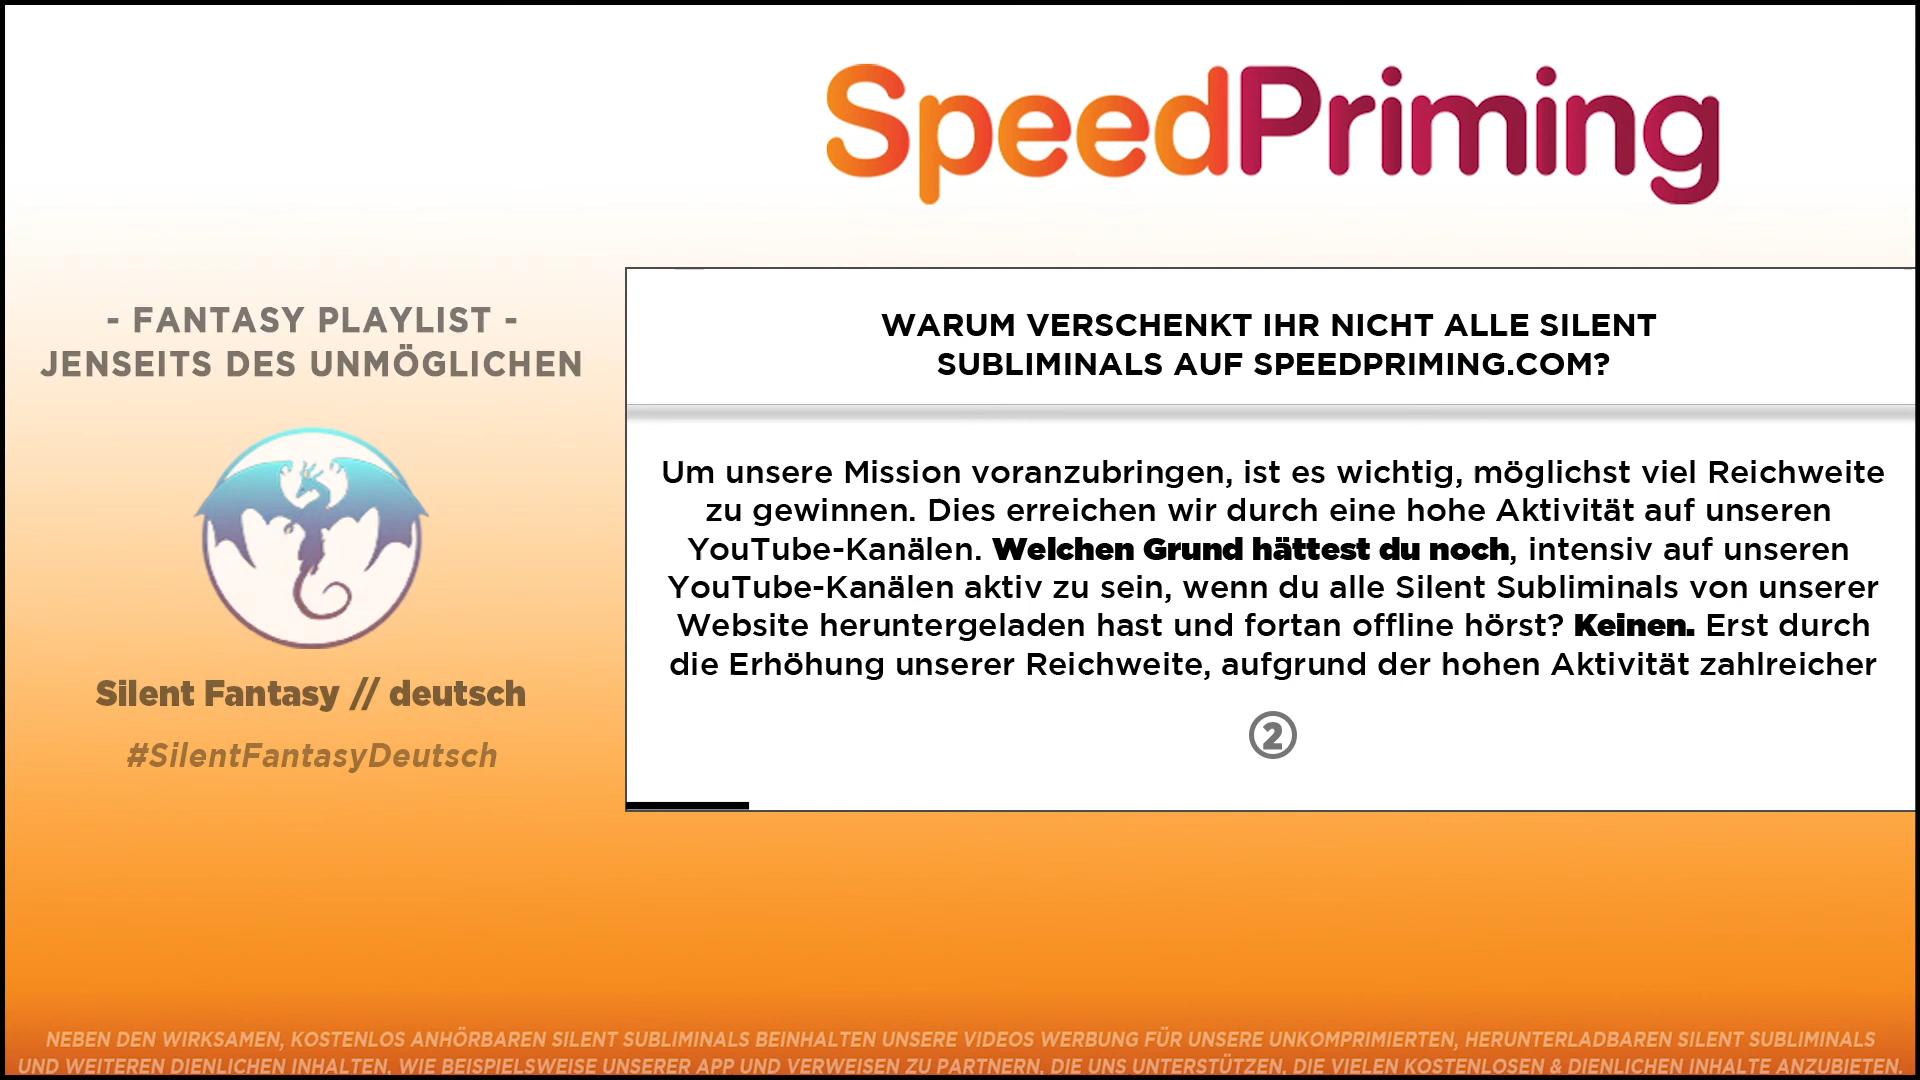 SpeedPriming
- FANTASY PLAYLIST -
JENSEITS DES UNMÖGLICHEN
Silent Fantasy // deutsch
#SilentFantasyDeutsch
WARUM VERSCHENKT IHR NICHT ALLE SILENT
SUBLIMINALS AUF SPEEDPRIMING.COM?
Um unsere Mission voranzubringen, ist es wichtig, möglichst viel Reichweite
zu gewinnen. Dies erreichen wir durch eine hohe Aktivität auf unseren
YouTube-Kanälen. Welchen Grund hättest du noch, intensiv auf unseren
YouTube-Kanälen aktiv zu sein, wenn du alle Silent Subliminals von unserer
Website heruntergeladen hast und fortan offline hörst? Keinen. Erst durch
die Erhöhung unserer Reichweite, aufgrund der hohen Aktivität zahlreicher
②
NEBEN DEN WIRKSAMEN, KOSTENLOS ANHÖRBAREN SILENT SUBLIMINALS BEINHALTEN UNSERE VIDEOS WERBUNG FÜR UNSERE UNKOMPRIMIERTEN, HERUNTERLADBAREN SILENT SUBLIMINALS
UND WEITEREN DIENLICHEN INHALTEN, WIE BEISPIELSWEISE UNSERER APP UND VERWEISEN ZU PARTNERN, DIE UNS UNTERSTÜTZEN, DIE VIELEN KOSTENLOSEN & DIENLICHEN INHALTE ANZUBIETEN.